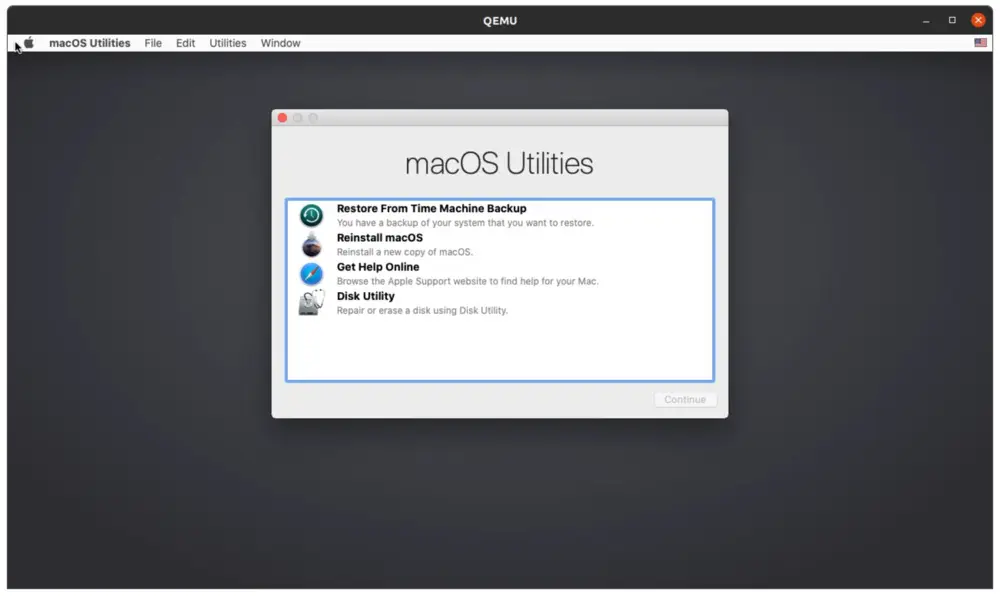 QEMU
macOS Utilities File Edit Utilities Window
macOS Utilities
Restore From Time Machine Backup
You have a backup of your system that you want to restore.
Reinstall macOS
Reinstall a new copy of macOS.
Get Help Online
Browse the Apple Support website to find help for your Mac.
Disk Utility
Repair or erase a disk using Disk Utility.
Continue